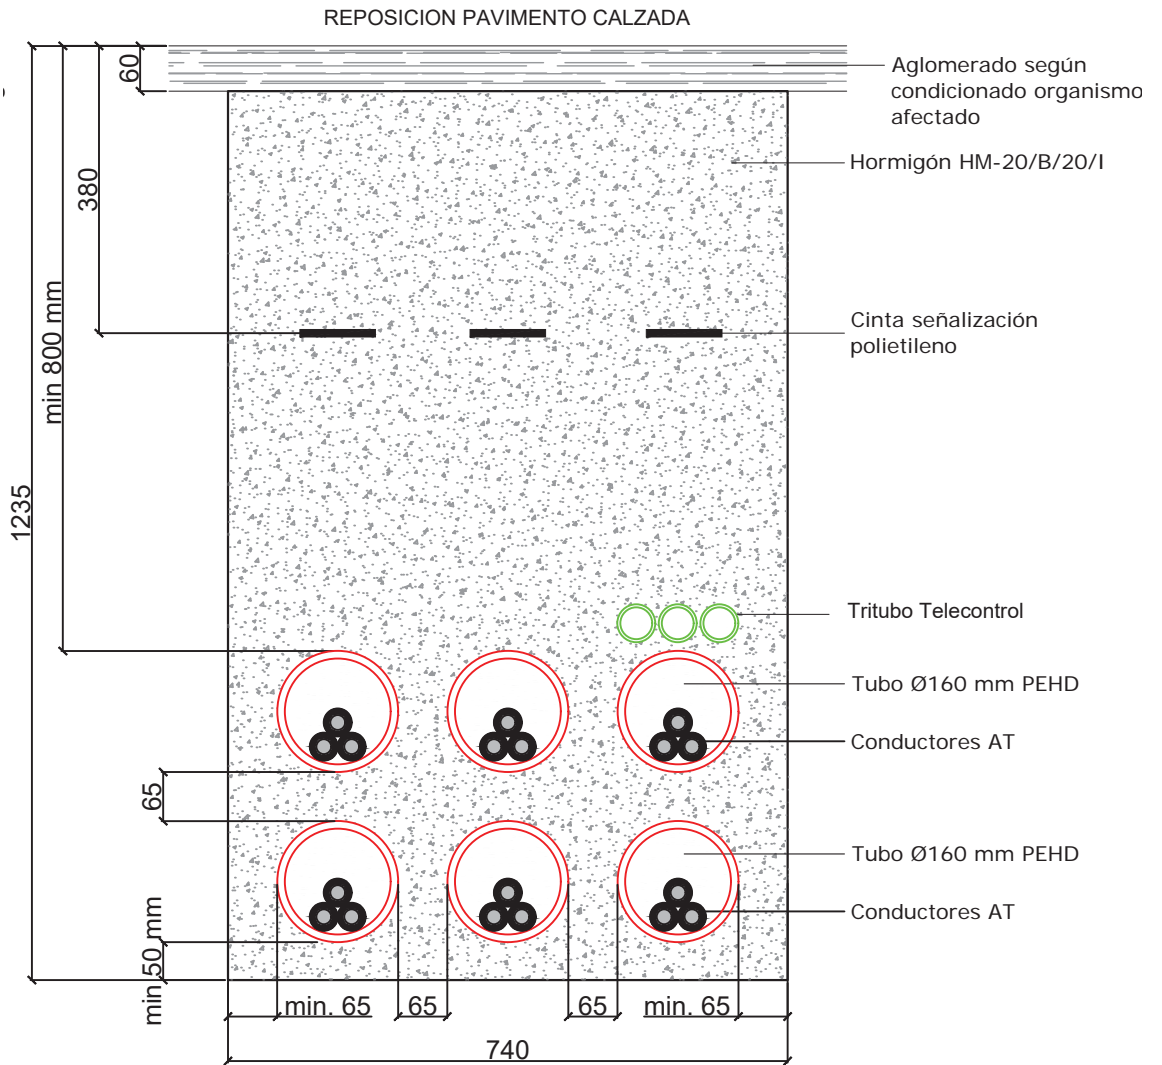 REPOSICION PAVIMENTO CALZADA
60
Aglomerado según
condicionado organismo
afectado
Hormigón HM-20/B/20/I
380
min 800 mm
1235
Cinta señalización
polietileno
Tritubo Telecontrol
Tubo Ø160 mm PEHD
Conductores AT
65
Tubo Ø160 mm PEHD
Conductores AT
min 50 mm
min. 65
65
65
min. 65
740